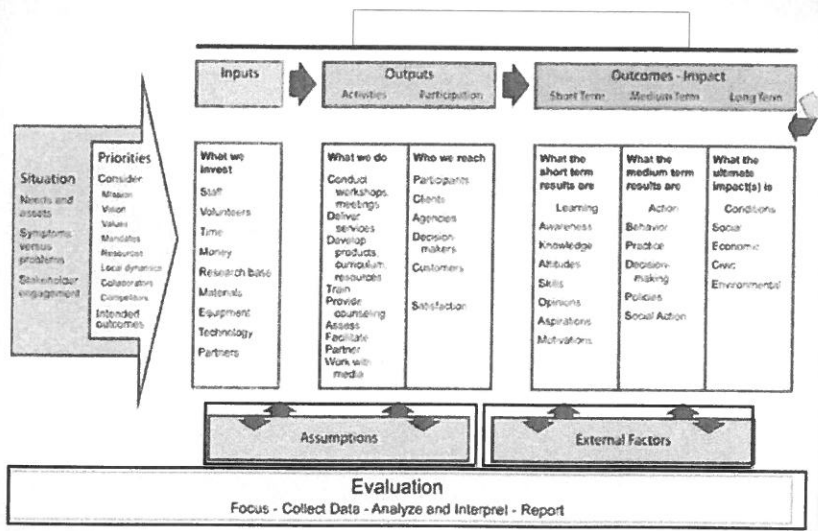 Inputs
Outputs
Activities Participation
Outcomes - Impact
Short Term Medium Term Long Term
Situation
Needs and
assets
Symptoms
versus
problems
Stakeholder
engagement
Priorities
Consider
Mission
Vision
Values
Mandates
Resources
Local dynamics
Collaborators
Competitors
Intended
outcomes
What we
invest
Staff
Volunteers
Time
Money
Research base
Materials
Equipment
Technology
Partners
What we do
Conduct
workshops,
meetings
Deliver
services
Develop
products,
curriculum,
resources
Train
Provide
counseling
Assess
Facilitate
Partner
Work with
media
Who we reach
Participants
Clients
Agencies
Decision-
makers
Customers
Satisfaction
What the
short term
results are
Learning
Awareness
Knowledge
Attitudes
Skills
Opinions
Aspirations
Motivations
What the
medium term
results are
Action
Behavior
Practice
Decision-
making
Policies
Social Action
What the
ultimate
impact(s) is
Conditions
Social
Economic
Civic
Environmental
Assumptions
External Factors
Evaluation
Focus - Collect Data - Analyze and Interpret - Report